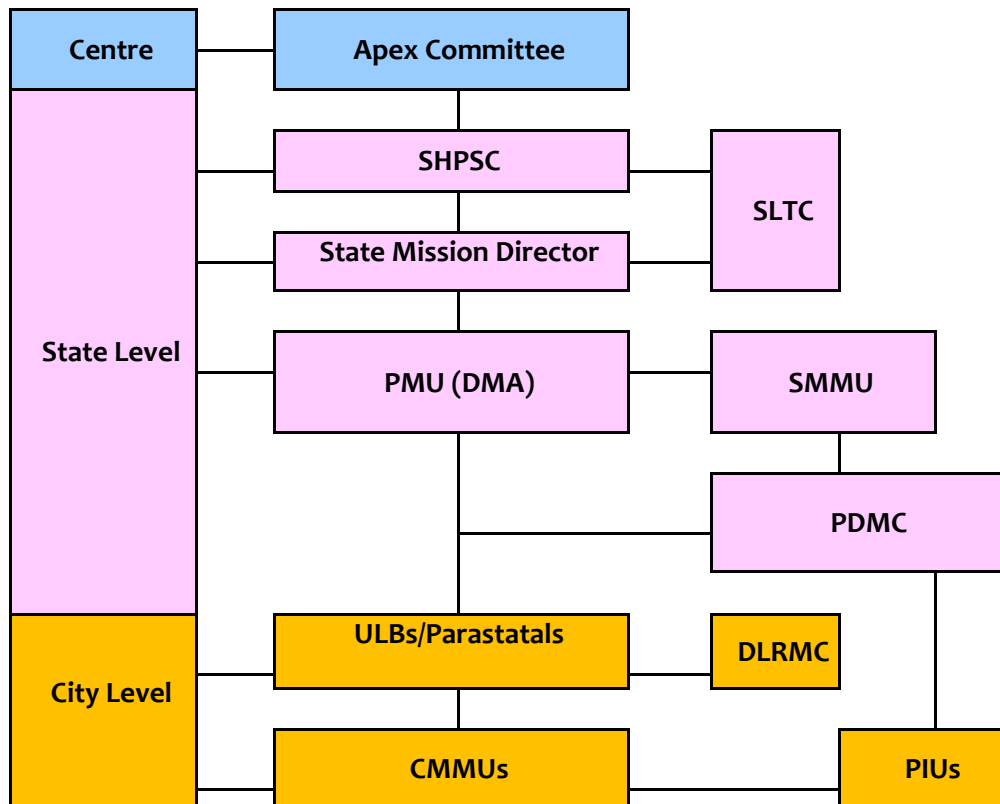 Centre
Apex Committee
SHPSC
SLTC
State Mission Director
State Level
PMU (DMA)
SMMU
PDMC
ULBs/Parastatals
DLRMC
City Level
CMMUs
PIUs